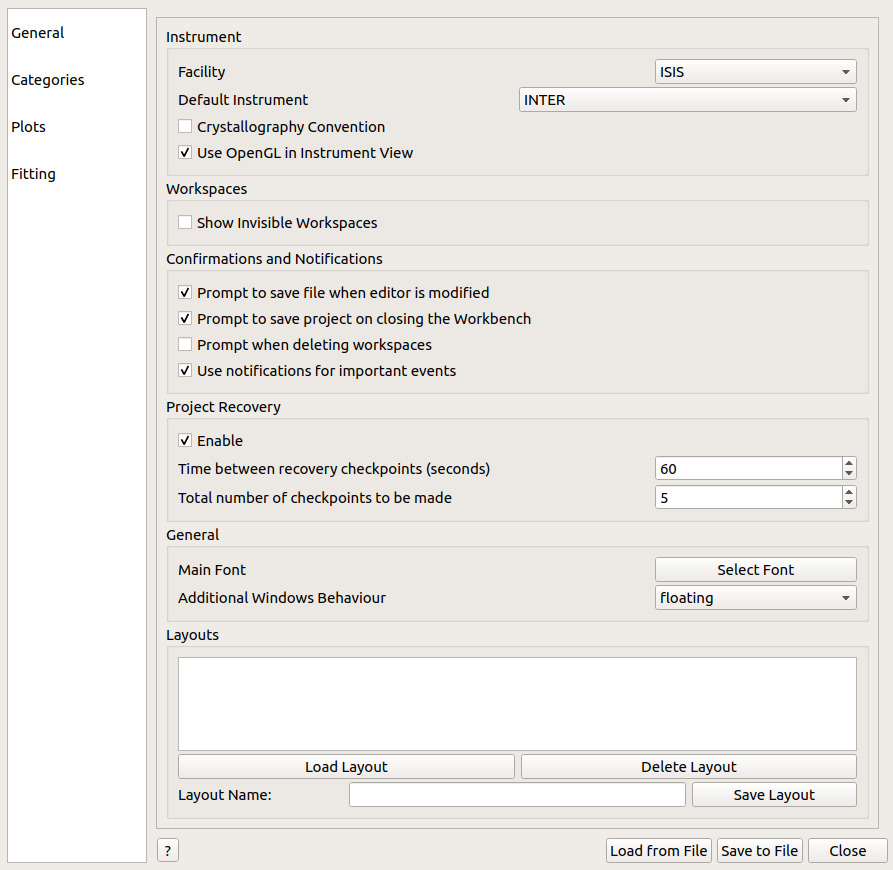 General
Categories
Plots
Fitting
Instrument
Facility ISIS
Default Instrument INTER
Crystallography Convention
Use OpenGL in Instrument View
Workspaces
Show Invisible Workspaces
Confirmations and Notifications
Prompt to save file when editor is modified
Prompt to save project on closing the Workbench
Prompt when deleting workspaces
Use notifications for important events
Project Recovery
Enable
Time between recovery checkpoints (seconds) 60
Total number of checkpoints to be made 5
General
Main Font Select Font
Additional Windows Behaviour floating
Layouts
Load Layout Delete Layout
Layout Name: Save Layout
? Load from File Save to File Close